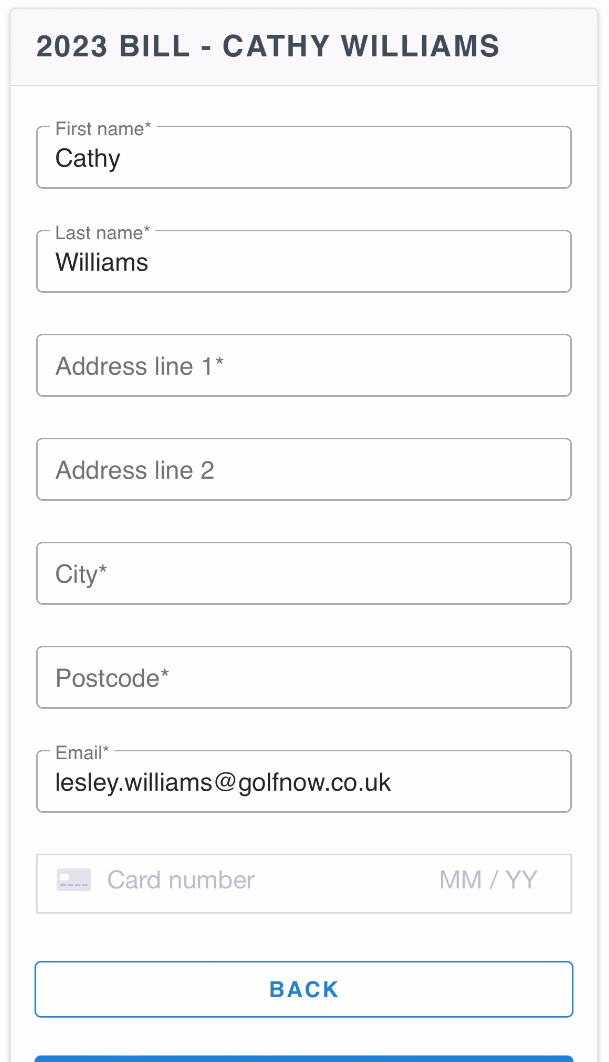 2023 BILL - CATHY WILLIAMS
First name*
Cathy
Last name*
Williams
Address line 1*
Address line 2
City*
Postcode*
Email*
lesley.williams@golfnow.co.uk
Card number MM / YY
BACK